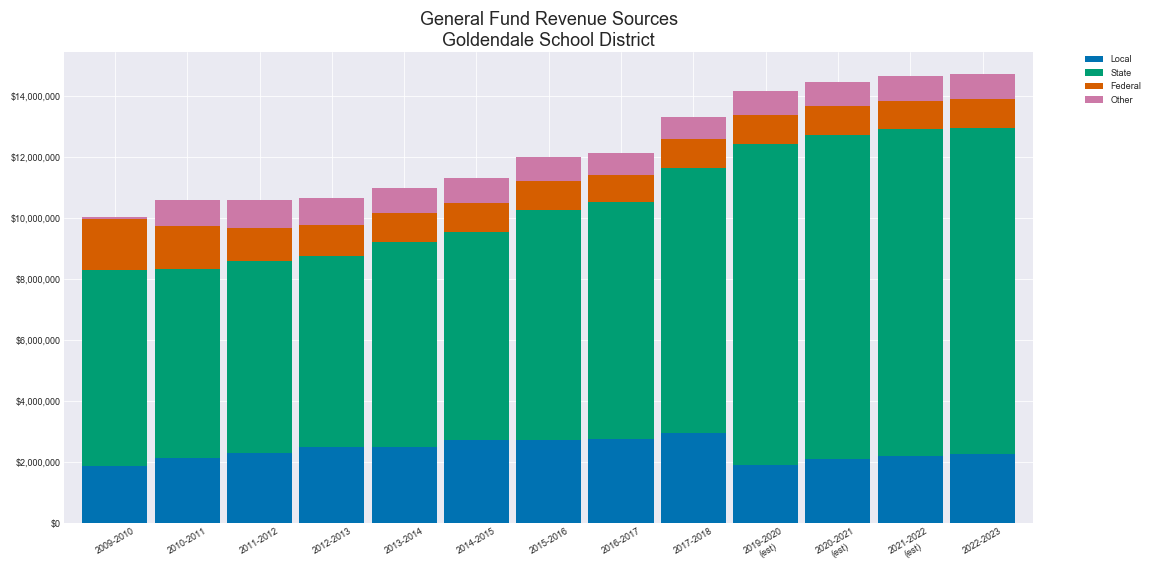 General Fund Revenue Sources
Goldendale School District
Local
State
Federal
Other
$14,000,000
$12,000,000
$10,000,000
$8,000,000
$6,000,000
$4,000,000
$2,000,000
$0
2009-2010
2010-2011
2011-2012
2012-2013
2013-2014
2014-2015
2015-2016
2016-2017
2017-2018
2019-2020
(est)
2020-2021
(est)
2021-2022
(est)
2022-2023